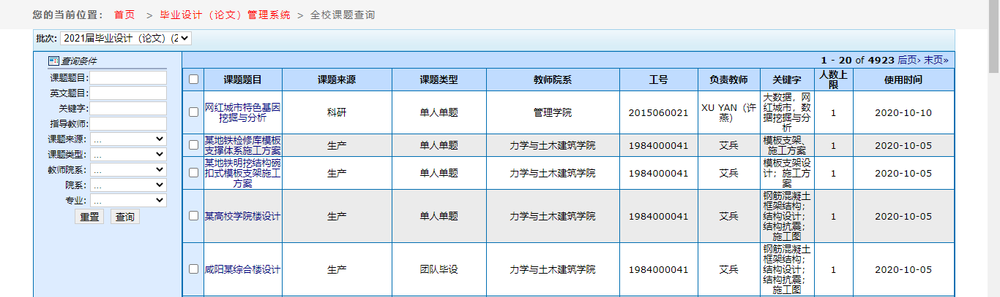 您的当前位置： 首页 > 毕业设计（论文）管理系统 > 全校课题查询
批次: 2021届毕业设计（论文）(2
查询条件
课题题目:
英文题目:
关键字:
指导教师:
课题来源: ...
课题类型: ...
教师院系: ...
院系: ...
专业: ...
重置 查询
1 - 20 of 4923 后页› 末页»
课题题目 课题来源 课题类型 教师院系 工号 负责教师 关键字 人数上限 使用时间
网红城市特色基因
挖掘与分析
科研 单人单题 管理学院 2015060021
XU YAN（许
燕）
大数据，网
红城市，数
据挖掘与分
析
1 2020-10-10
某地铁检修库模板
支撑体系施工方案
生产 单人单题 力学与土木建筑学院 1984000041 艾兵
模板支架、
施工方案
1 2020-10-05
某地铁明挖结构碗
扣式模板支架施工
方案
生产 单人单题 力学与土木建筑学院 1984000041 艾兵
模板支架设
计；施工方
案
1 2020-10-05
某高校学院楼设计 生产 单人单题 力学与土木建筑学院 1984000041 艾兵
钢筋混凝土
框架结构；
结构设计；
结构抗震；
施工图
1 2020-10-05
咸阳某综合楼设计 生产 团队毕设 力学与土木建筑学院 1984000041 艾兵
钢筋混凝土
框架结构；
结构设计；
结构抗震；
施工图
1 2020-10-05